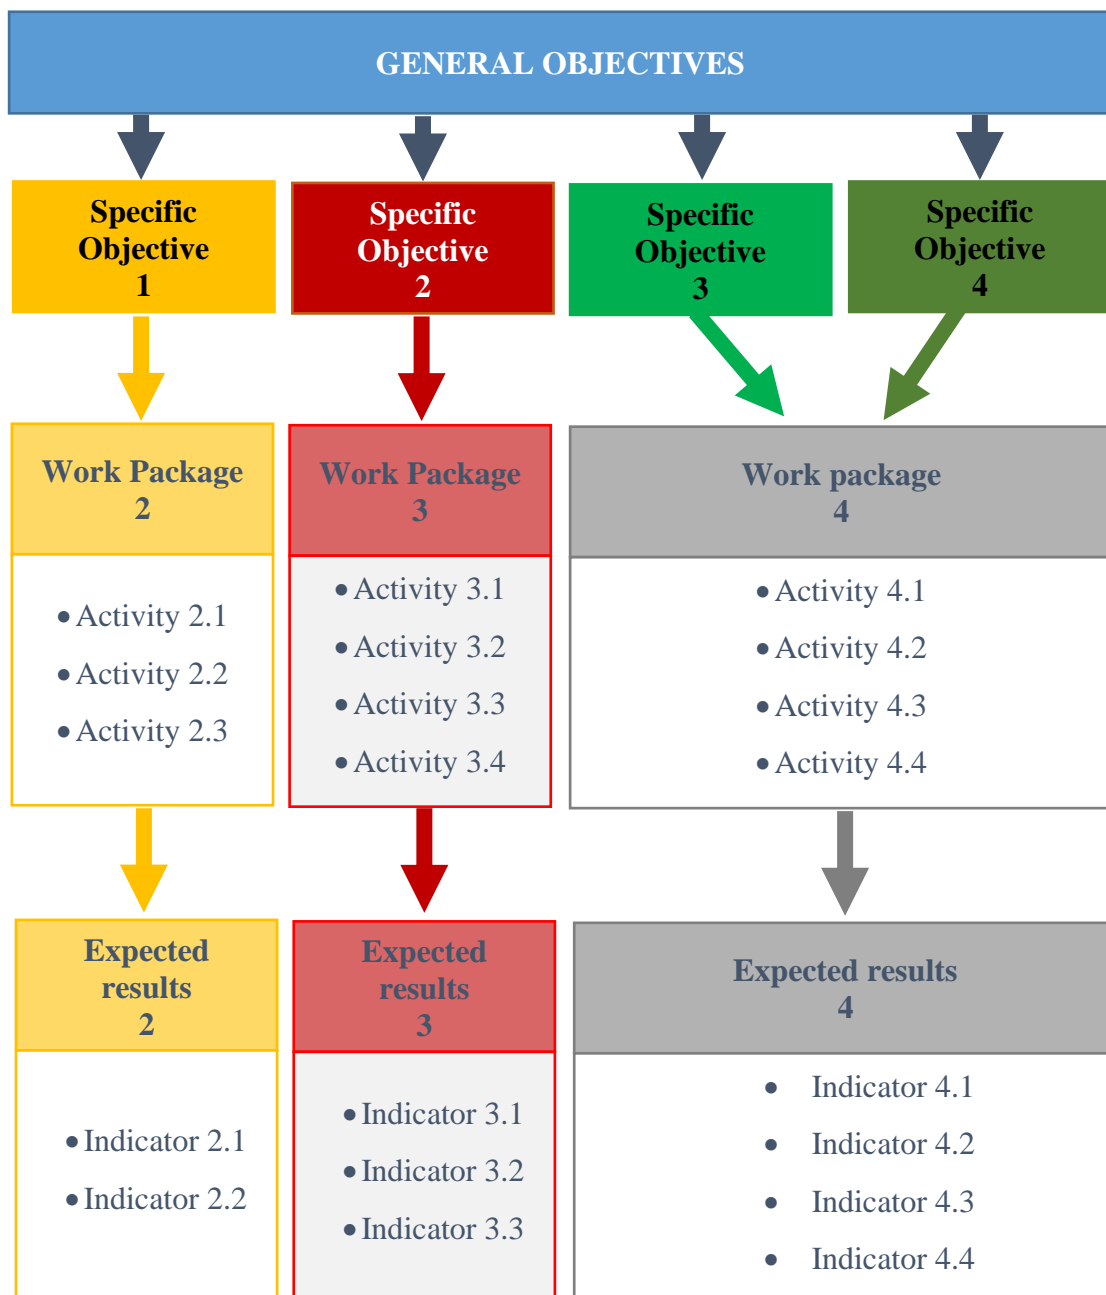 GENERAL OBJECTIVES
Specific
Objective
1
Specific
Objective
2
Specific
Objective
3
Specific
Objective
4
Work Package
2
• Activity 2.1
• Activity 2.2
• Activity 2.3
Work Package
3
• Activity 3.1
• Activity 3.2
• Activity 3.3
• Activity 3.4
Work package
4
• Activity 4.1
• Activity 4.2
• Activity 4.3
• Activity 4.4
Expected
results
2
• Indicator 2.1
• Indicator 2.2
Expected
results
3
• Indicator 3.1
• Indicator 3.2
• Indicator 3.3
Expected results
4
• Indicator 4.1
• Indicator 4.2
• Indicator 4.3
• Indicator 4.4